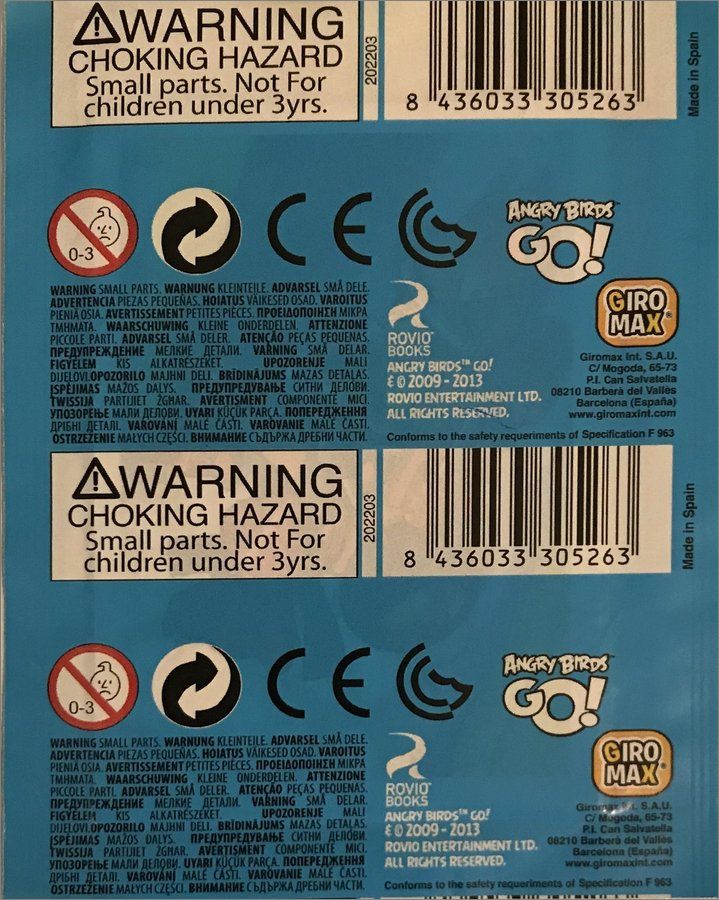 ⚠WARNING
CHOKING HAZARD
Small parts. Not For
children under 3yrs.
202203
8 436033 305263
Made in Spain
0-3
CE
ANGRY BIRDS™
GO!
WARNING SMALL PARTS. WARNUNG KLEINTEILE. ADVARSEL SMÅ DELE.
ADVERTENCIA PIEZAS PEQUEÑAS. HOIATUS VÄIKESED OSAD. VAROITUS
PIENIÄ OSIA. AVERTISSEMENT PETITES PIÈCES. ΠΡΟΕΙΔΟΠΟΙΗΣΗ ΜΙΚΡΑ
ΤΜΗΜΑΤΑ. WAARSCHUWING KLEINE ONDERDELEN. ATTENZIONE
PICCOLE PARTI. ADVARSEL SMÅ DELER. ATENÇÃO PEÇAS PEQUENAS.
ПРЕДУПРЕЖДЕНИЕ МЕЛКИЕ ДЕТАЛИ. VARNING SMÅ DELAR.
FIGYELEM KIS ALKATRÉSZEKET. UPOZORENJE MALI
DIJELOVI.OPOZORILO MAJHNI DELI. BRĪDINĀJUMS MAZAS DETAĻAS.
ĮSPĖJIMAS MAŽOS DALYS. ПРЕДУПРЕДУВАЊЕ СИТНИ ДЕЛОВИ.
TWISSIJA PARTIJIET ŻGĦAR. AVERTISMENT COMPONENTE MICI.
УПОЗОРЕЊЕ МАЛИ ДЕЛОВИ. UYARI KÜÇÜK PARÇA. ПОПЕРЕДЖЕННЯ
ДРІБНІ ДЕТАЛІ. VAROVÁNÍ MALÉ ČÁSTI. VAROVANIE MALÉ ČASTI.
OSTRZEŻENIE MAŁYCH CZĘŚCI. ВНИМАНИЕ СЪДЪРЖА ДРЕБНИ ЧАСТИ.
ROVIO™
BOOKS
ANGRY BIRDS™ GO!
& © 2009 - 2013
ROVIO ENTERTAINMENT LTD.
ALL RIGHTS RESERVED.
GIRO
MAX®
Giromax Int. S.A.U.
C/ Mogoda, 65-73
P.I. Can Salvatella
08210 Barberà del Vallès
Barcelona (España)
www.giromaxint.com
Conforms to the safety requeriments of Specification F 963
⚠WARNING
CHOKING HAZARD
Small parts. Not For
children under 3yrs.
202203
8 436033 305263
Made in Spain
0-3
CE
ANGRY BIRDS™
GO!
WARNING SMALL PARTS. WARNUNG KLEINTEILE. ADVARSEL SMÅ DELE.
ADVERTENCIA PIEZAS PEQUEÑAS. HOIATUS VÄIKESED OSAD. VAROITUS
PIENIÄ OSIA. AVERTISSEMENT PETITES PIÈCES. ΠΡΟΕΙΔΟΠΟΙΗΣΗ ΜΙΚΡΑ
ΤΜΗΜΑΤΑ. WAARSCHUWING KLEINE ONDERDELEN. ATTENZIONE
PICCOLE PARTI. ADVARSEL SMÅ DELER. ATENÇÃO PEÇAS PEQUENAS.
ПРЕДУПРЕЖДЕНИЕ МЕЛКИЕ ДЕТАЛИ. VARNING SMÅ DELAR.
FIGYELEM KIS ALKATRÉSZEKET. UPOZORENJE MALI
DIJELOVI.OPOZORILO MAJHNI DELI. BRĪDINĀJUMS MAZAS DETAĻAS.
ĮSPĖJIMAS MAŽOS DALYS. ПРЕДУПРЕДУВАЊЕ СИТНИ ДЕЛОВИ.
TWISSIJA PARTIJIET ŻGĦAR. AVERTISMENT COMPONENTE MICI.
УПОЗОРЕЊЕ МАЛИ ДЕЛОВИ. UYARI KÜÇÜK PARÇA. ПОПЕРЕДЖЕННЯ
ДРІБНІ ДЕТАЛІ. VAROVÁNÍ MALÉ ČÁSTI. VAROVANIE MALÉ ČASTI.
OSTRZEŻENIE MAŁYCH CZĘŚCI. ВНИМАНИЕ СЪДЪРЖА ДРЕБНИ ЧАСТИ.
ROVIO™
BOOKS
ANGRY BIRDS™ GO!
& © 2009 - 2013
ROVIO ENTERTAINMENT LTD.
ALL RIGHTS RESERVED.
GIRO
MAX®
Giromax Int. S.A.U.
C/ Mogoda, 65-73
P.I. Can Salvatella
08210 Barberà del Vallès
Barcelona (España)
www.giromaxint.com
Conforms to the safety requeriments of Specification F 963